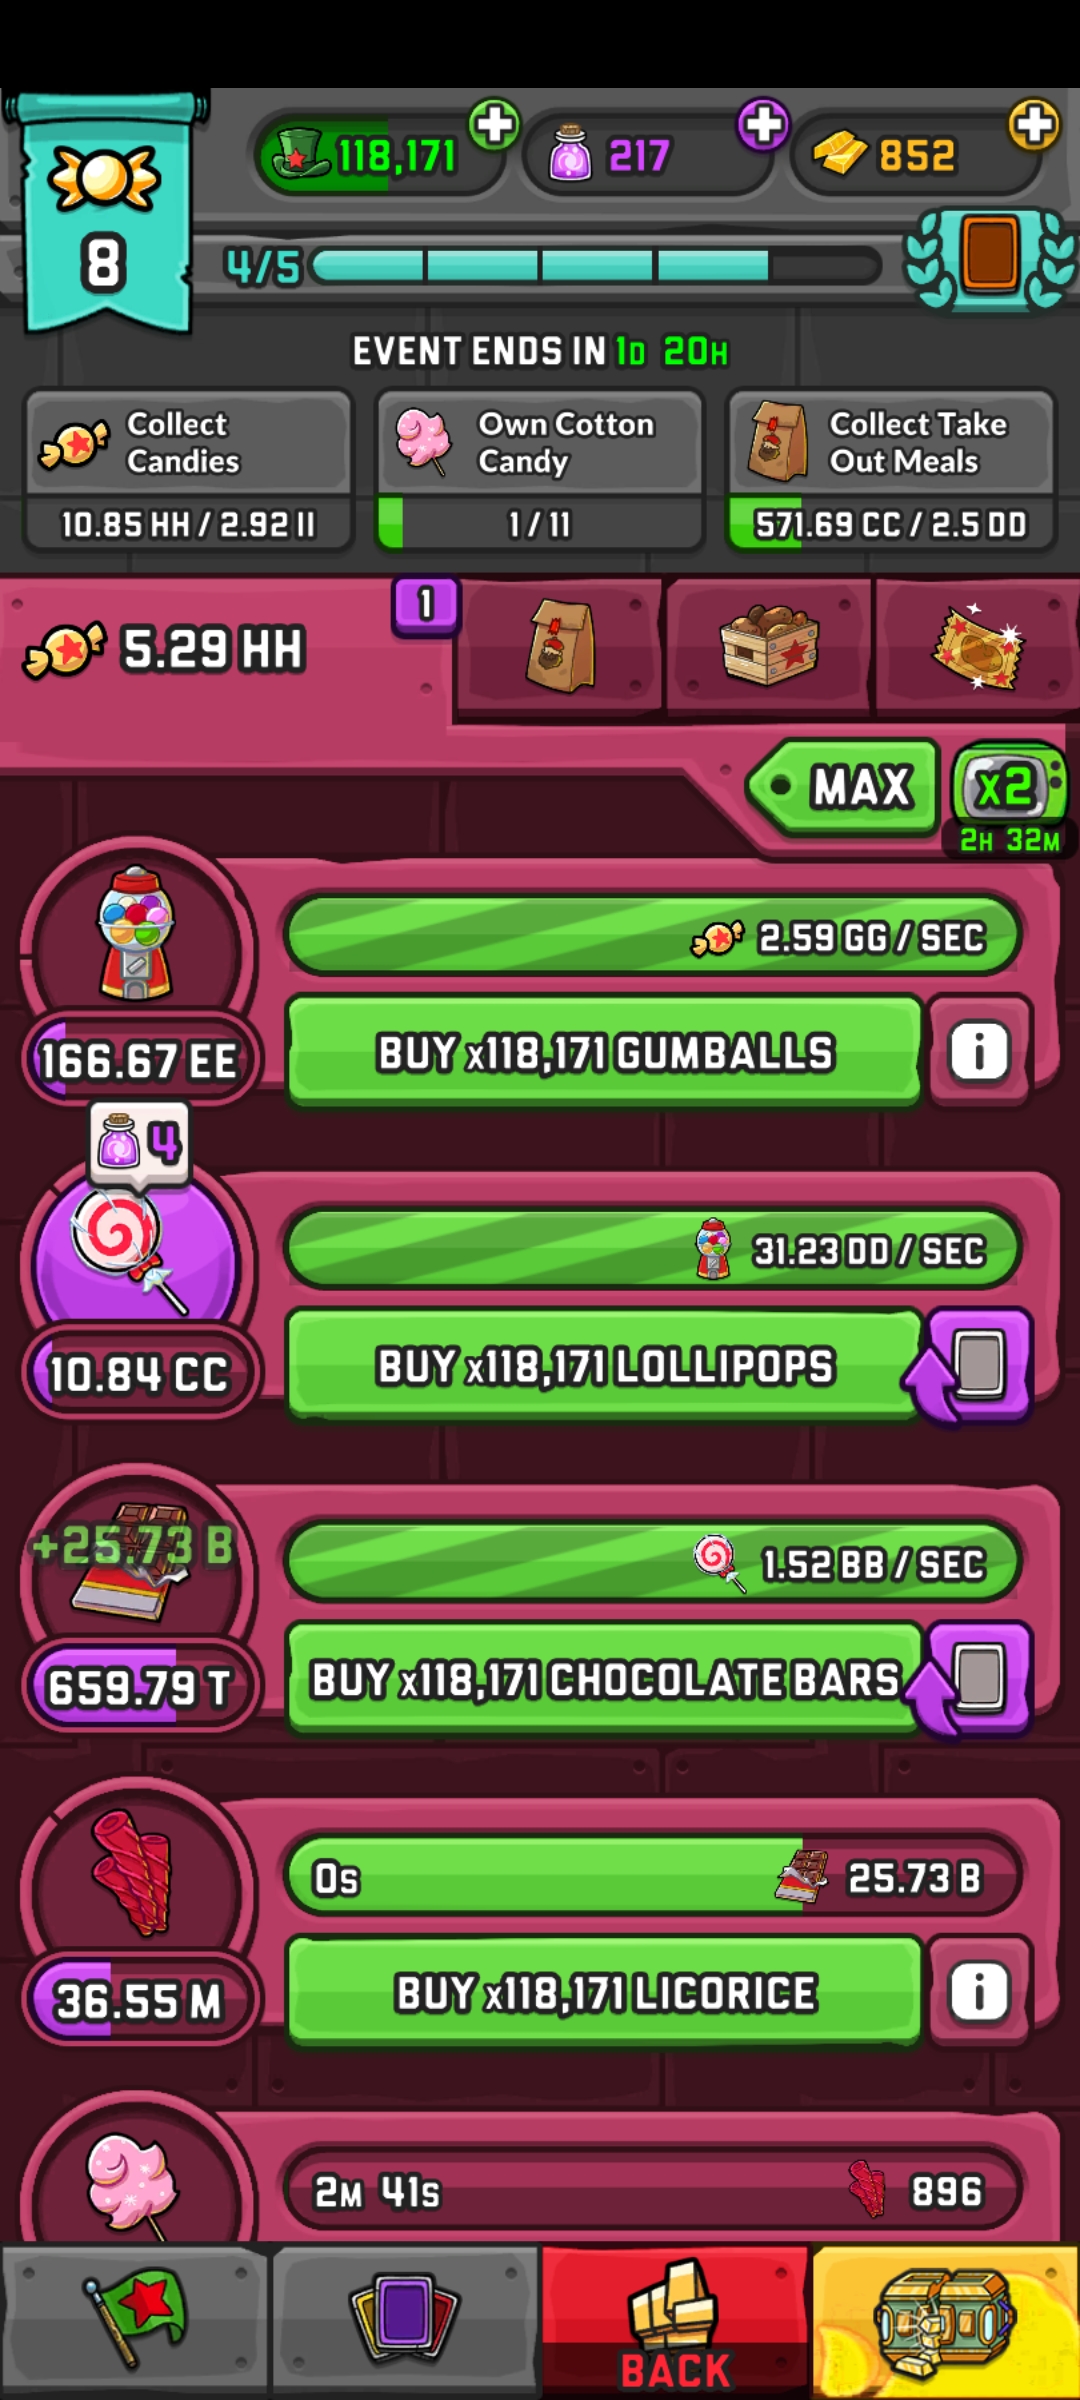 118,171
217
852
8
4/5
EVENT ENDS IN 1D 20H
Collect
Candies
10.85 HH / 2.92 II
Own Cotton
Candy
1 / 11
Collect Take
Out Meals
571.69 CC / 2.5 DD
5.29 HH
1
MAX
x2
2H 32M
2.59 GG / SEC
166.67 EE
BUY x118,171 GUMBALLS
i
4
31.23 DD / SEC
10.84 CC
BUY x118,171 LOLLIPOPS
+25.73 B
1.52 BB / SEC
659.79 T
BUY x118,171 CHOCOLATE BARS
0s
25.73 B
36.55 M
BUY x118,171 LICORICE
i
2M 41s
896
BACK